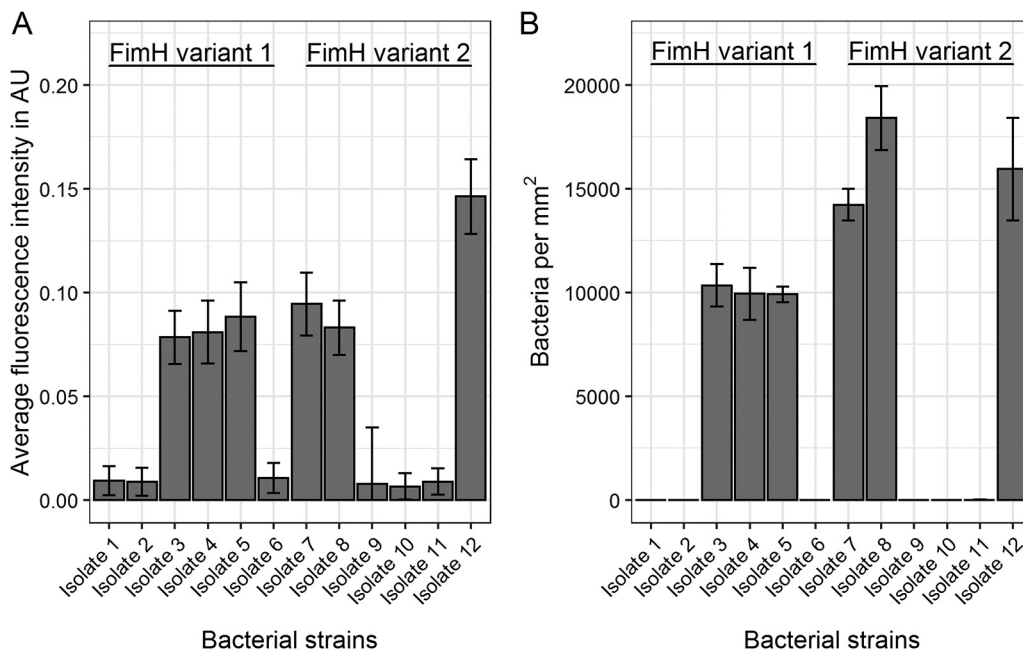 A
FimH variant 1 FimH variant 2
Average fluorescence intensity in AU
0.20
0.15
0.10
0.05
0.00
Isolate 1
Isolate 2
Isolate 3
Isolate 4
Isolate 5
Isolate 6
Isolate 7
Isolate 8
Isolate 9
Isolate 10
Isolate 11
Isolate 12
Bacterial strains
B
FimH variant 1 FimH variant 2
Bacteria per mm²
20000
15000
10000
5000
0
Isolate 1
Isolate 2
Isolate 3
Isolate 4
Isolate 5
Isolate 6
Isolate 7
Isolate 8
Isolate 9
Isolate 10
Isolate 11
Isolate 12
Bacterial strains